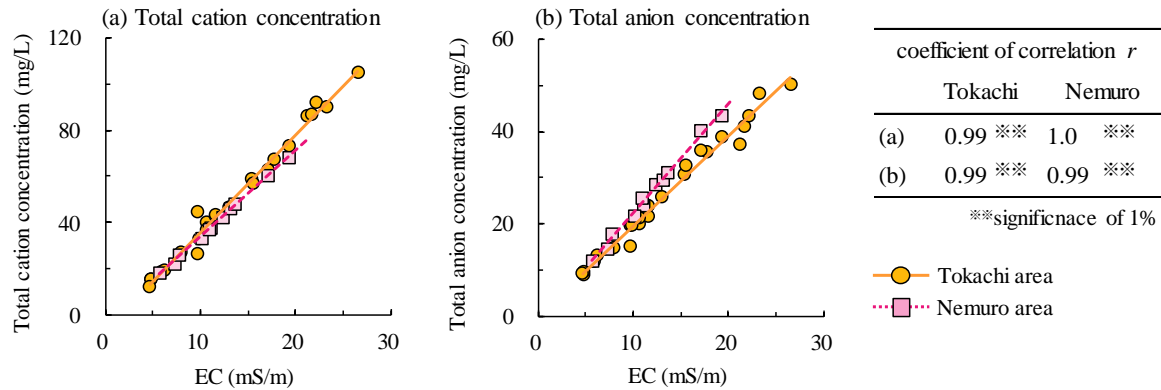 (a) Total cation concentration
Total cation concentration (mg/L)
120
80
40
0
0 10 20 30
EC (mS/m)
(b) Total anion concentration
Total anion concentration (mg/L)
60
40
20
0
0 10 20 30
EC (mS/m)
coefficient of correlation r
Tokachi Nemuro
(a) 0.99 ※※ 1.0 ※※
(b) 0.99 ※※ 0.99 ※※
※※significnace of 1%
Tokachi area
Nemuro area